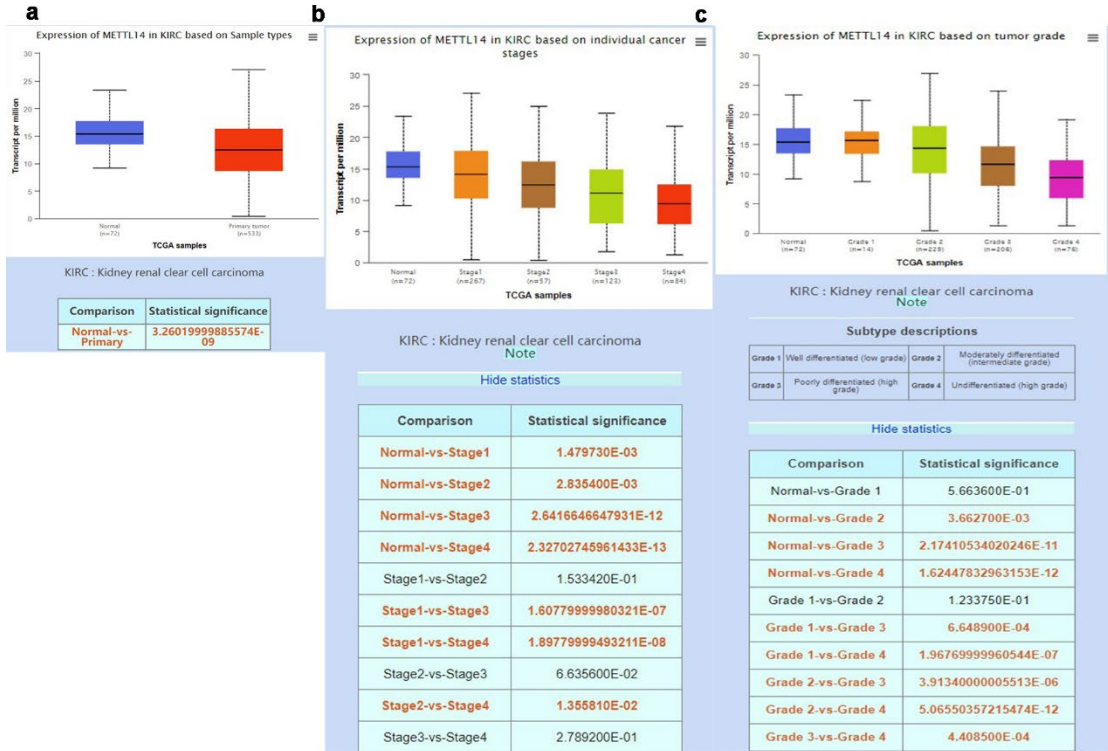 a
Expression of METTL14 in KIRC based on Sample types
Transcript per million
30
25
20
15
10
5
0
Normal
(n=72)
Primary tumor
(n=533)
TCGA samples
KIRC : Kidney renal clear cell carcinoma
Comparison Statistical significance
Normal-vs-Primary 3.26019999885574E-09
b
Expression of METTL14 in KIRC based on individual cancer
stages
Transcript per million
30
25
20
15
10
5
0
Normal
(n=72)
Stage1
(n=267)
Stage2
(n=57)
Stage3
(n=123)
Stage4
(n=84)
TCGA samples
KIRC : Kidney renal clear cell carcinoma
Note
Hide statistics
Comparison Statistical significance
Normal-vs-Stage1 1.479730E-03
Normal-vs-Stage2 2.835400E-03
Normal-vs-Stage3 2.6416646647931E-12
Normal-vs-Stage4 2.32702745961433E-13
Stage1-vs-Stage2 1.533420E-01
Stage1-vs-Stage3 1.60779999980321E-07
Stage1-vs-Stage4 1.89779999493211E-08
Stage2-vs-Stage3 6.635600E-02
Stage2-vs-Stage4 1.355810E-02
Stage3-vs-Stage4 2.789200E-01
c
Expression of METTL14 in KIRC based on tumor grade
Transcript per million
30
25
20
15
10
5
0
Normal
(n=72)
Grade 1
(n=14)
Grade 2
(n=229)
Grade 3
(n=206)
Grade 4
(n=76)
TCGA samples
KIRC : Kidney renal clear cell carcinoma
Note
Subtype descriptions
Grade 1 Well differentiated (low grade) Grade 2 Moderately differentiated
(intermediate grade)
Grade 3 Poorly differentiated (high
grade) Grade 4 Undifferentiated (high grade)
Hide statistics
Comparison Statistical significance
Normal-vs-Grade 1 5.663600E-01
Normal-vs-Grade 2 3.662700E-03
Normal-vs-Grade 3 2.17410534020246E-11
Normal-vs-Grade 4 1.62447832963153E-12
Grade 1-vs-Grade 2 1.233750E-01
Grade 1-vs-Grade 3 6.648900E-04
Grade 1-vs-Grade 4 1.96769999960544E-07
Grade 2-vs-Grade 3 3.91340000005513E-06
Grade 2-vs-Grade 4 5.06550357215474E-12
Grade 3-vs-Grade 4 4.408500E-04